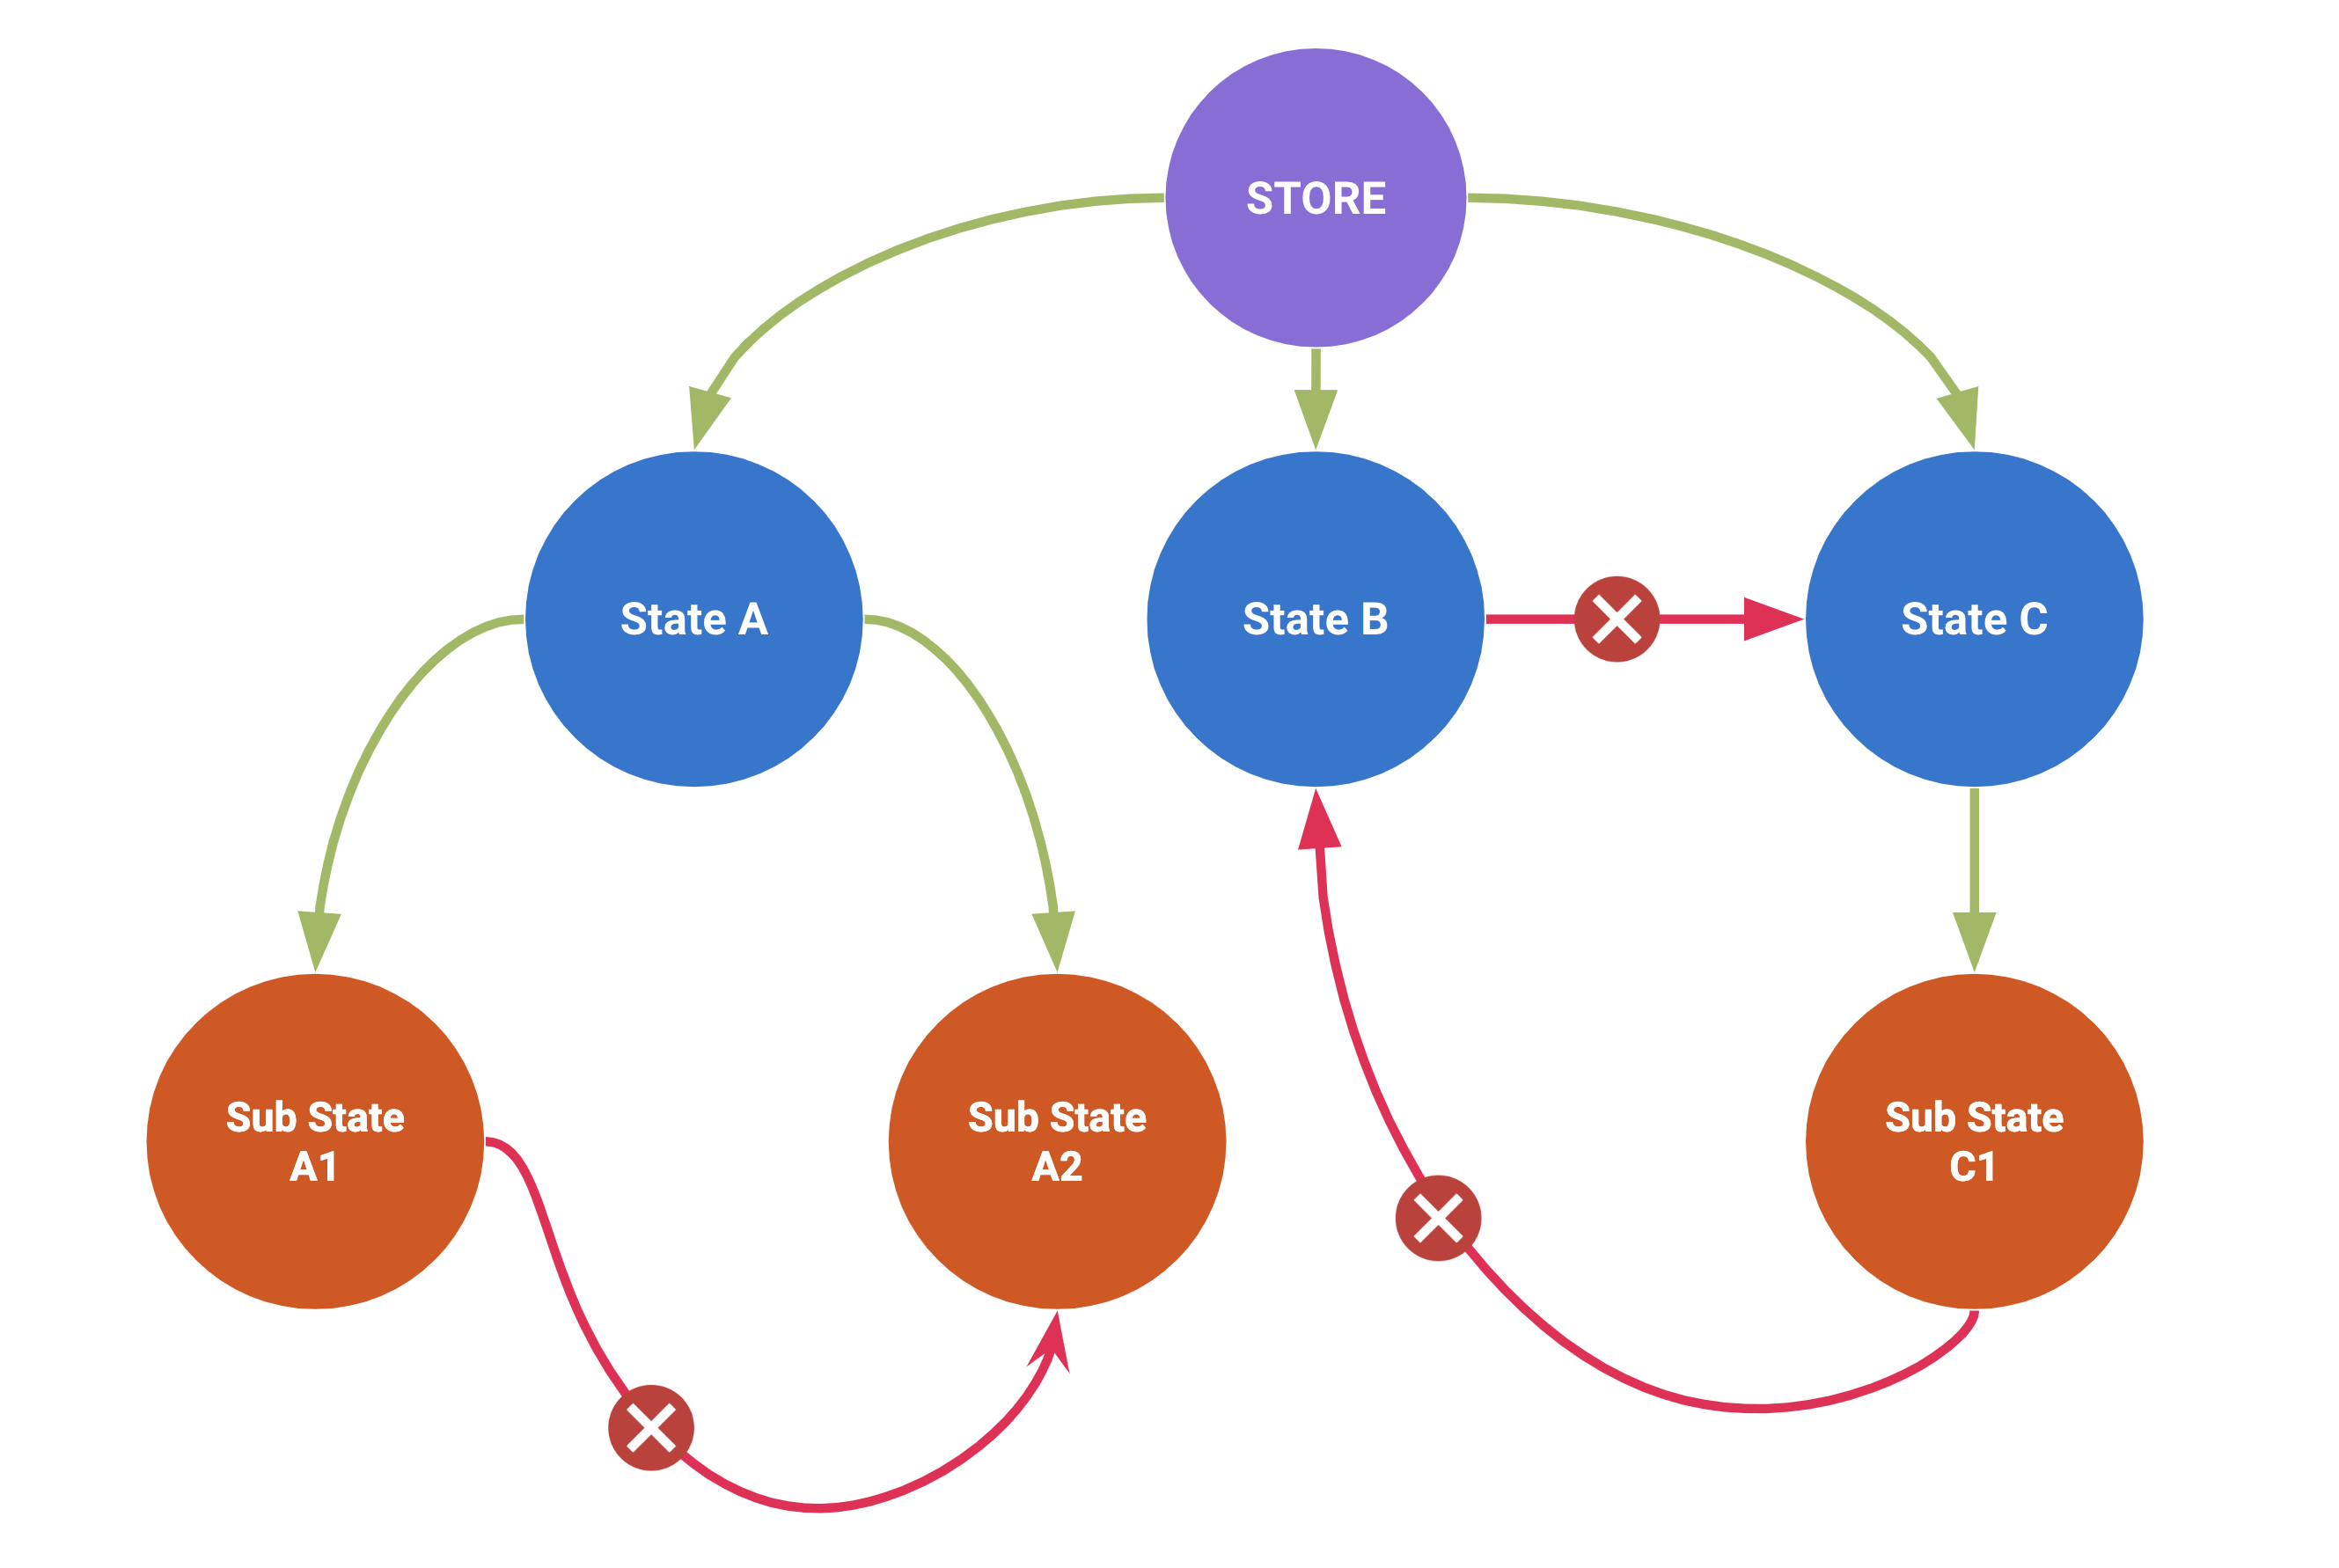 STORE
State A
State B
State C
Sub State
A1
Sub State
A2
Sub State
C1